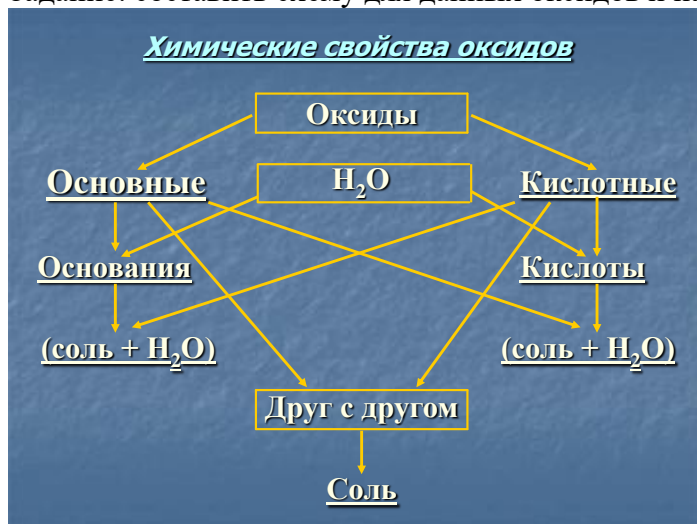 Химические свойства оксидов
Оксиды
Основные
H₂O
Кислотные
Основания
Кислоты
(соль + H₂O)
(соль + H₂O)
Друг с другом
Соль